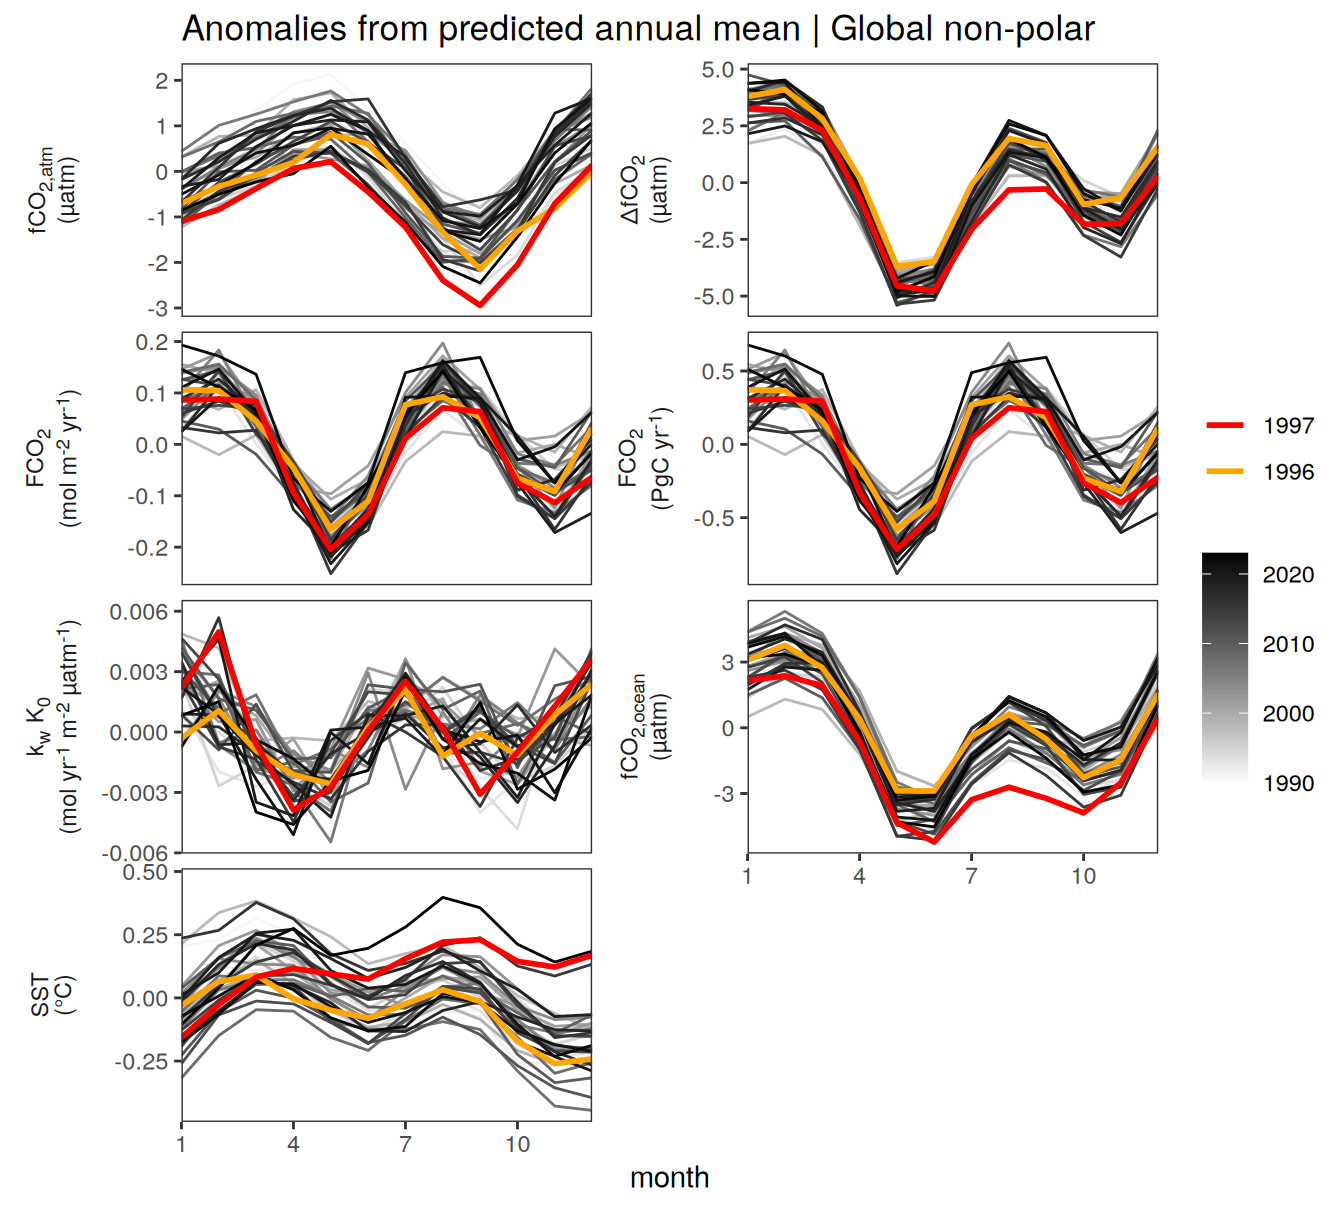 Anomalies from predicted annual mean | Global non-polar
fCO2,atm
(µatm)
2
1
0
-1
-2
-3
ΔfCO2
(µatm)
5.0
2.5
0.0
-2.5
-5.0
FCO2
(mol m-2 yr-1)
0.2
0.1
0.0
-0.1
-0.2
FCO2
(PgC yr-1)
0.5
0.0
-0.5
kw K0
(mol yr-1 m-2 µatm-1)
0.006
0.003
0.000
-0.003
-0.006
fCO2,ocean
(µatm)
3
0
-3
1 4 7 10
SST
(°C)
0.50
0.25
0.00
-0.25
1 4 7 10
month
1997
1996
2020
2010
2000
1990